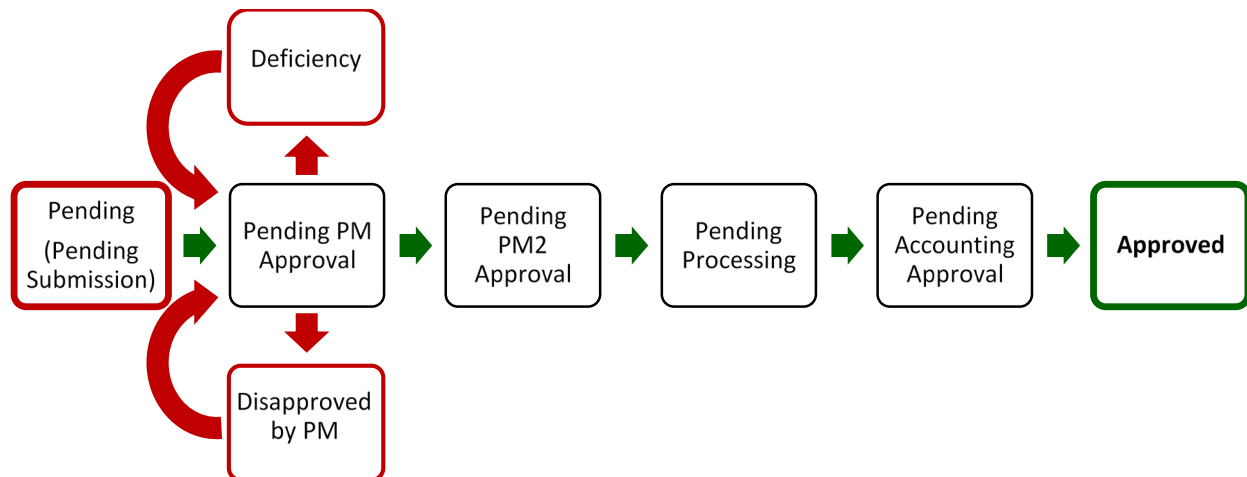 Deficiency
Pending
(Pending
Submission)
Pending PM
Approval
Pending
PM2
Approval
Pending
Processing
Pending
Accounting
Approval
Approved
Disapproved
by PM